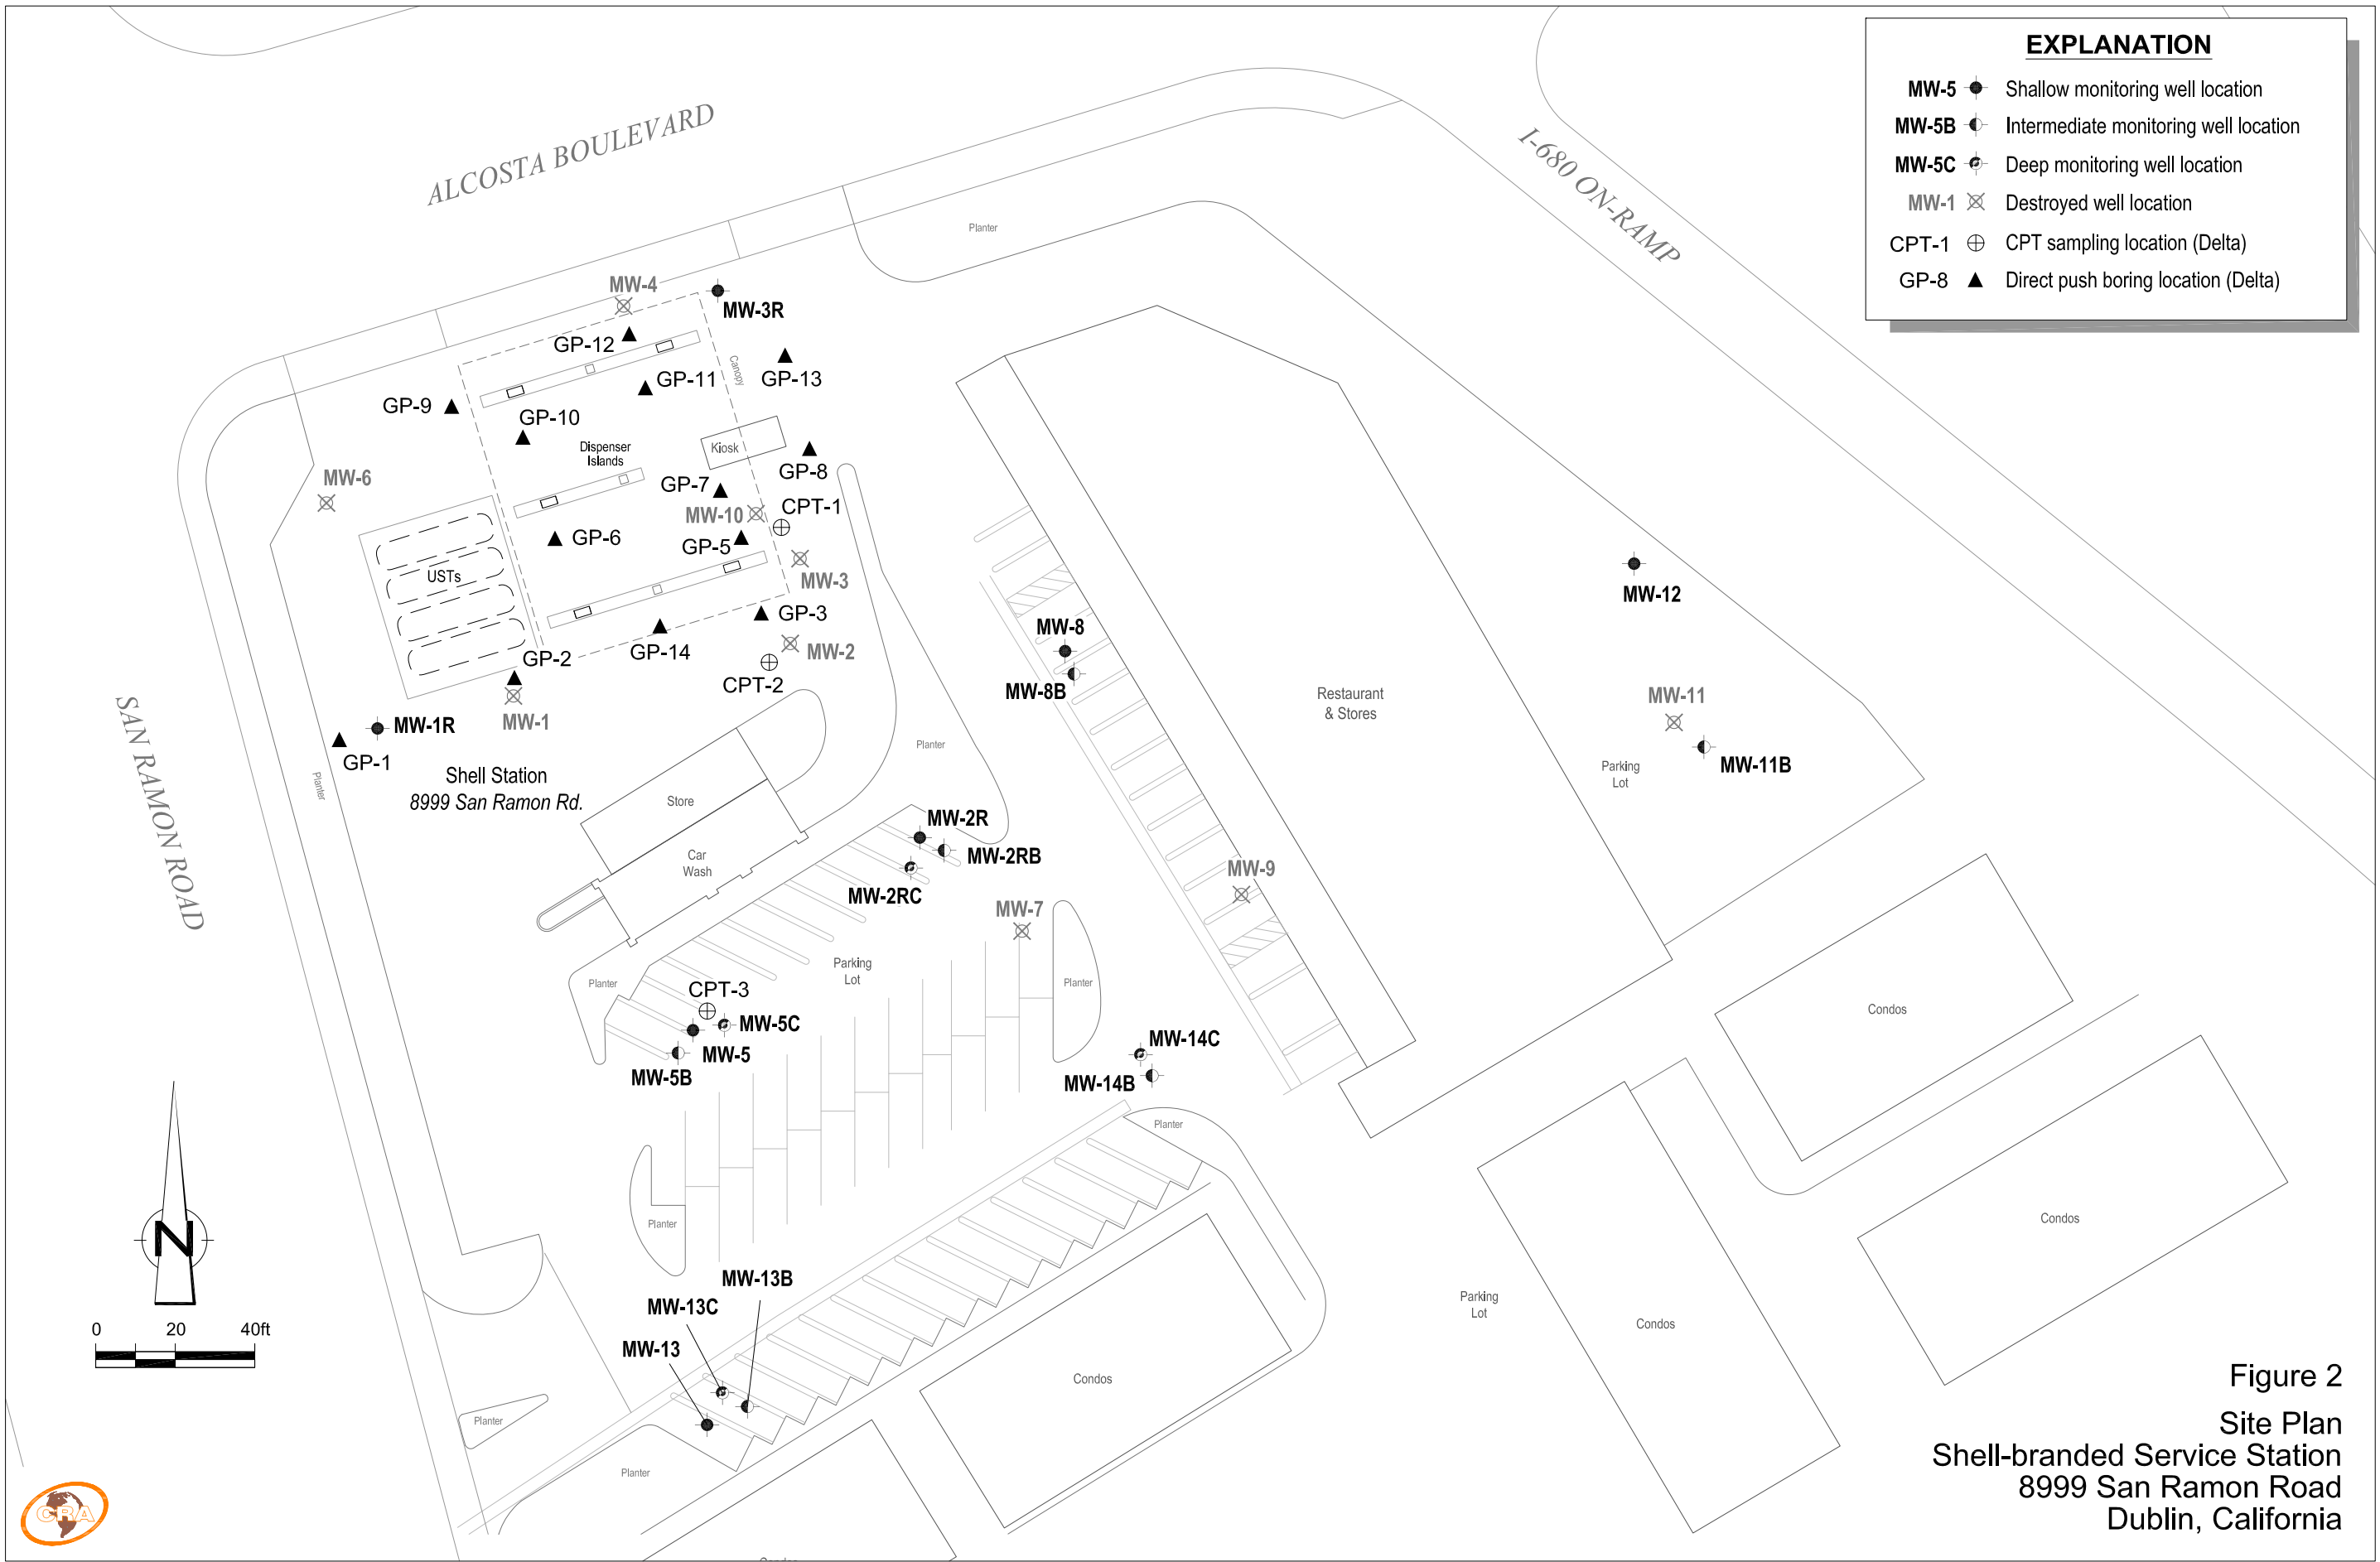 EXPLANATION
MW-5 Shallow monitoring well location
MW-5B Intermediate monitoring well location
MW-5C Deep monitoring well location
MW-1 Destroyed well location
CPT-1 CPT sampling location (Delta)
GP-8 Direct push boring location (Delta)
ALCOSTA BOULEVARD
I-680 ON-RAMP
SAN RAMON ROAD
Planter
MW-4
MW-3R
GP-12
Canopy
GP-13
GP-11
GP-9
GP-10
Dispenser
Islands
Kiosk
GP-8
MW-6
GP-7
MW-10
CPT-1
GP-6
GP-5
USTs
MW-3
MW-12
GP-3
MW-8
GP-2
GP-14
MW-2
CPT-2
MW-8B
Restaurant
& Stores
MW-11
MW-1
MW-1R
GP-1
Planter
Planter
MW-11B
Parking
Lot
Shell Station
8999 San Ramon Rd.
Store
MW-2R
MW-2RB
Car
Wash
MW-2RC
MW-9
MW-7
Parking
Lot
Planter
Planter
CPT-3
MW-5C
MW-5
MW-5B
Condos
MW-14C
MW-14B
Planter
Planter
Condos
N
MW-13B
MW-13C
MW-13
Parking
Lot
Condos
0 20 40ft
Condos
Planter
Planter
Condos
CRA
Figure 2
Site Plan
Shell-branded Service Station
8999 San Ramon Road
Dublin, California